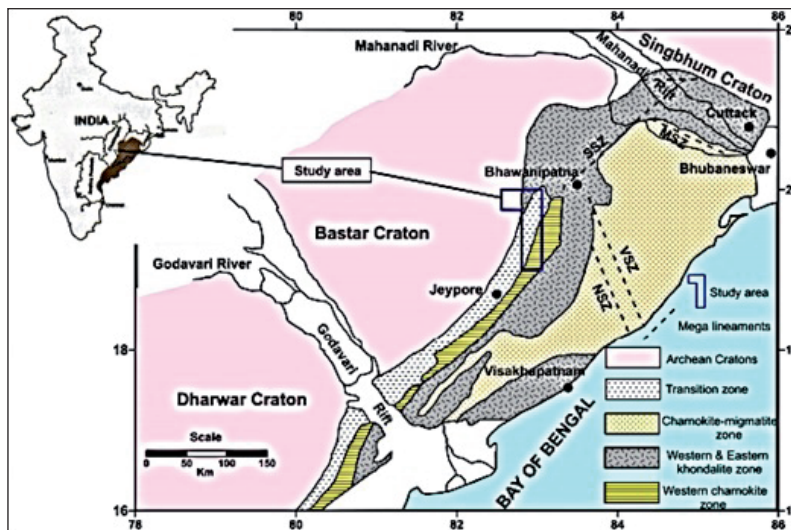 80
82
84
86
Mahanadi River
Singbhum Craton
Mahanadi Rift
INDIA
Cuttack
MSZ
SSZ
Study area
Bhawanipatna
Bhubaneswar
Bastar Craton
Godavari River
VSZ
NSZ
Jeypore
Study area
Mega lineaments
Godavari
Rift
18
Visakhapatnam
Archean Cratons
Dharwar Craton
Transition zone
Charnokite-migmatite
zone
Scale
0 50 100 150
Km
BAY OF BENGAL
Western & Eastern
khondalite zone
Western charnokite
zone
16
78
80
82
84
86